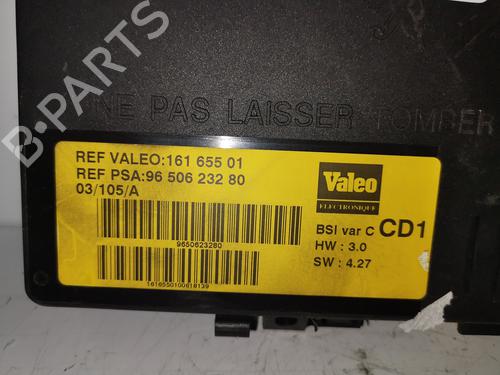 B-PARTS
NE PAS LAISSER TOMBER
REF VALEO:161 655 01
REF PSA:96 506 232 80
03/105/A
9650623280
Valeo
ELECTRONIQUE
BSI var C CD1
HW : 3.0
SW : 4.27